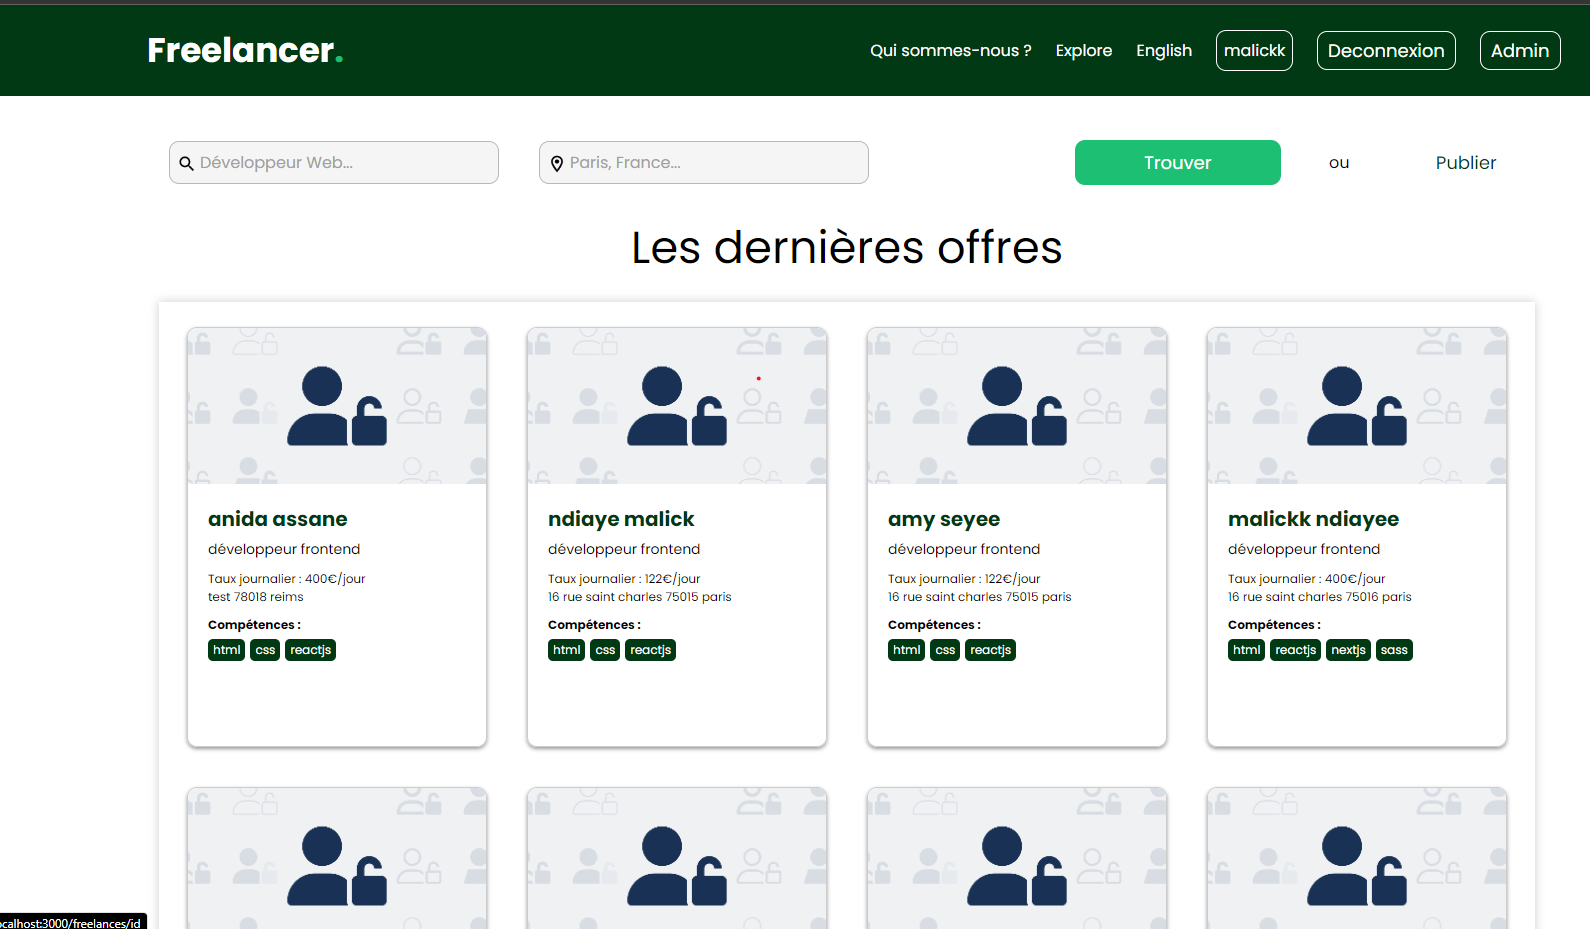 Freelancer.
Qui sommes-nous ? Explore English malickk Deconnexion Admin
Développeur Web... Paris, France... Trouver ou Publier
Les dernières offres
anida assane
développeur frontend
Taux journalier : 400€/jour
test 78018 reims
Compétences :
html css reactjs
ndiaye malick
développeur frontend
Taux journalier : 122€/jour
16 rue saint charles 75015 paris
Compétences :
html css reactjs
amy seyee
développeur frontend
Taux journalier : 122€/jour
16 rue saint charles 75015 paris
Compétences :
html css reactjs
malickk ndiayee
développeur frontend
Taux journalier : 400€/jour
16 rue saint charles 75016 paris
Compétences :
html reactjs nextjs sass
ocalhost:3000/freelances/id